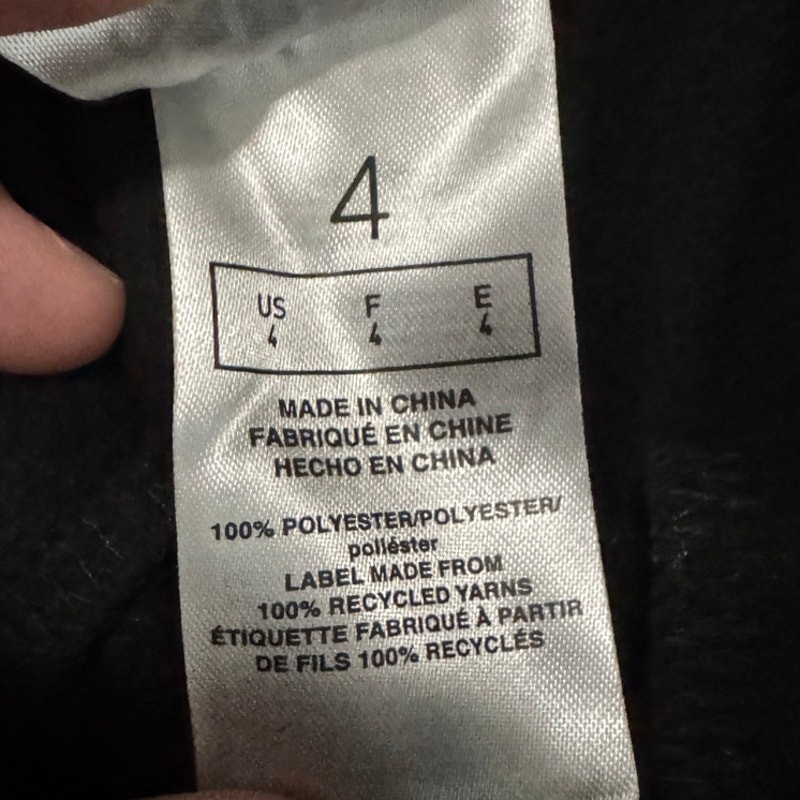 4
US F E
4 4 4
MADE IN CHINA
FABRIQUÉ EN CHINE
HECHO EN CHINA
100% POLYESTER/POLYESTER/
poliéster
LABEL MADE FROM
100% RECYCLED YARNS
ÉTIQUETTE FABRIQUÉ À PARTIR
DE FILS 100% RECYCLÉS